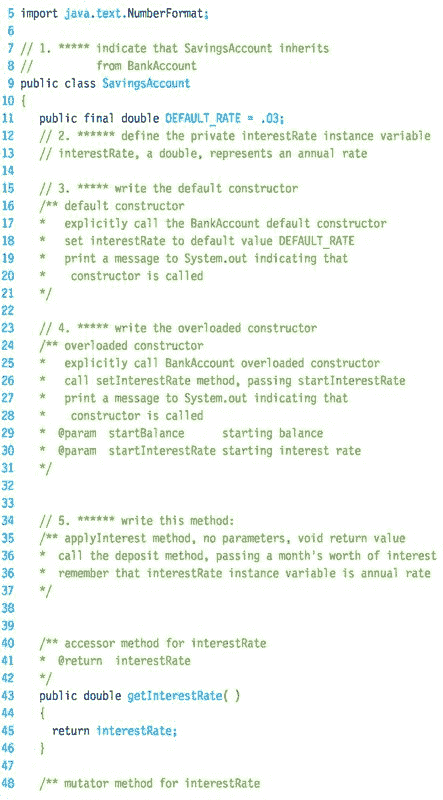 5 import java.text.NumberFormat;
6
7 // 1. ***** indicate that SavingsAccount inherits
8 //          from BankAccount
9 public class SavingsAccount
10 {
11    public final double DEFAULT_RATE = .03;
12    // 2. ****** define the private interestRate instance variable
13    // interestRate, a double, represents an annual rate
14
15    // 3. ***** write the default constructor
16    /** default constructor
17    *   explicitly call the BankAccount default constructor
18    *   set interestRate to default value DEFAULT_RATE
19    *   print a message to System.out indicating that
20    *    constructor is called
21    */
22
23    // 4. ***** write the overloaded constructor
24    /** overloaded constructor
25    *   explicitly call BankAccount overloaded constructor
26    *   call setInterestRate method, passing startInterestRate
27    *   print a message to System.out indicating that
28    *    constructor is called
29    *  @param  startBalance      starting balance
30    *  @param  startInterestRate starting interest rate
31    */
32
33
34    // 5. ****** write this method:
35    /** applyInterest method, no parameters, void return value
36    *  call the deposit method, passing a month's worth of interest
36    *  remember that interestRate instance variable is annual rate
37    */
38
39
40    /** accessor method for interestRate
41    *  @return  interestRate
42    */
43    public double getInterestRate( )
44    {
45      return interestRate;
46    }
47
48    /** mutator method for interestRate